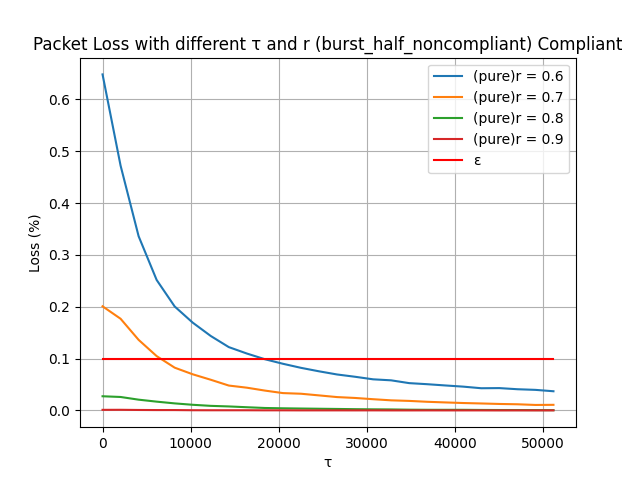 Packet Loss with different τ and r (burst_half_noncompliant) Compliant
(pure)r = 0.6
(pure)r = 0.7
(pure)r = 0.8
(pure)r = 0.9
ε
Loss (%)
0.6
0.5
0.4
0.3
0.2
0.1
0.0
0 10000 20000 30000 40000 50000
τ